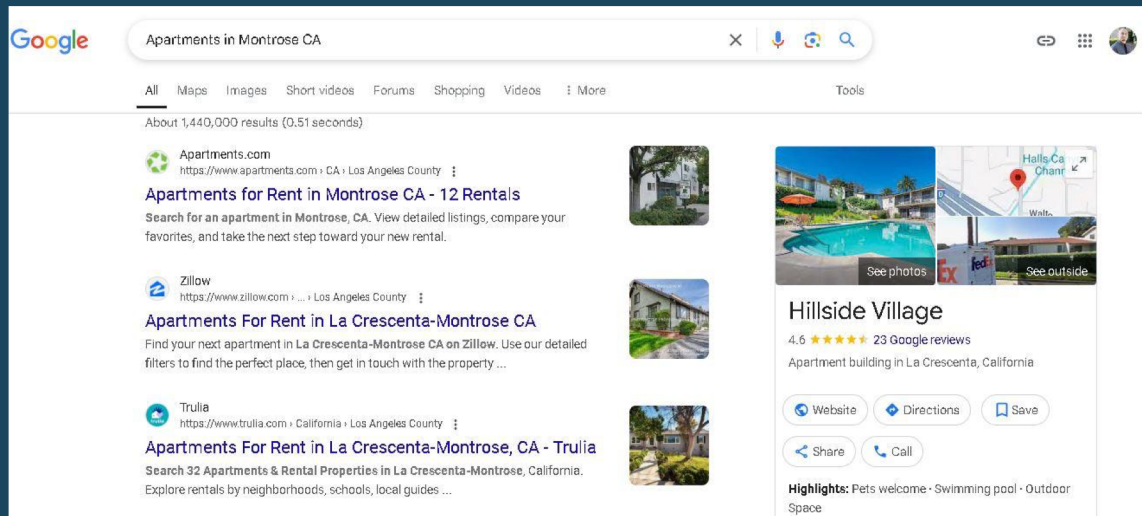 Google
Apartments in Montrose CA
All Maps Images Short videos Forums Shopping Videos More Tools
About 1,440,000 results (0.51 seconds)
Apartments.com
https://www.apartments.com › CA › Los Angeles County
Apartments for Rent in Montrose CA - 12 Rentals
Search for an apartment in Montrose, CA. View detailed listings, compare your
favorites, and take the next step toward your new rental.
Zillow
https://www.zillow.com › ... › Los Angeles County
Apartments For Rent in La Crescenta-Montrose CA
Find your next apartment in La Crescenta-Montrose CA on Zillow. Use our detailed
filters to find the perfect place, then get in touch with the property ...
Trulia
https://www.trulia.com › California › Los Angeles County
Apartments For Rent in La Crescenta-Montrose, CA - Trulia
Search 32 Apartments & Rental Properties in La Crescenta-Montrose, California.
Explore rentals by neighborhoods, schools, local guides ...
Halls Ca
Chanr
See photos
FedEx
See outside
Hillside Village
4.6 23 Google reviews
Apartment building in La Crescenta, California
Website Directions Save
Share Call
Highlights: Pets welcome · Swimming pool · Outdoor
Space